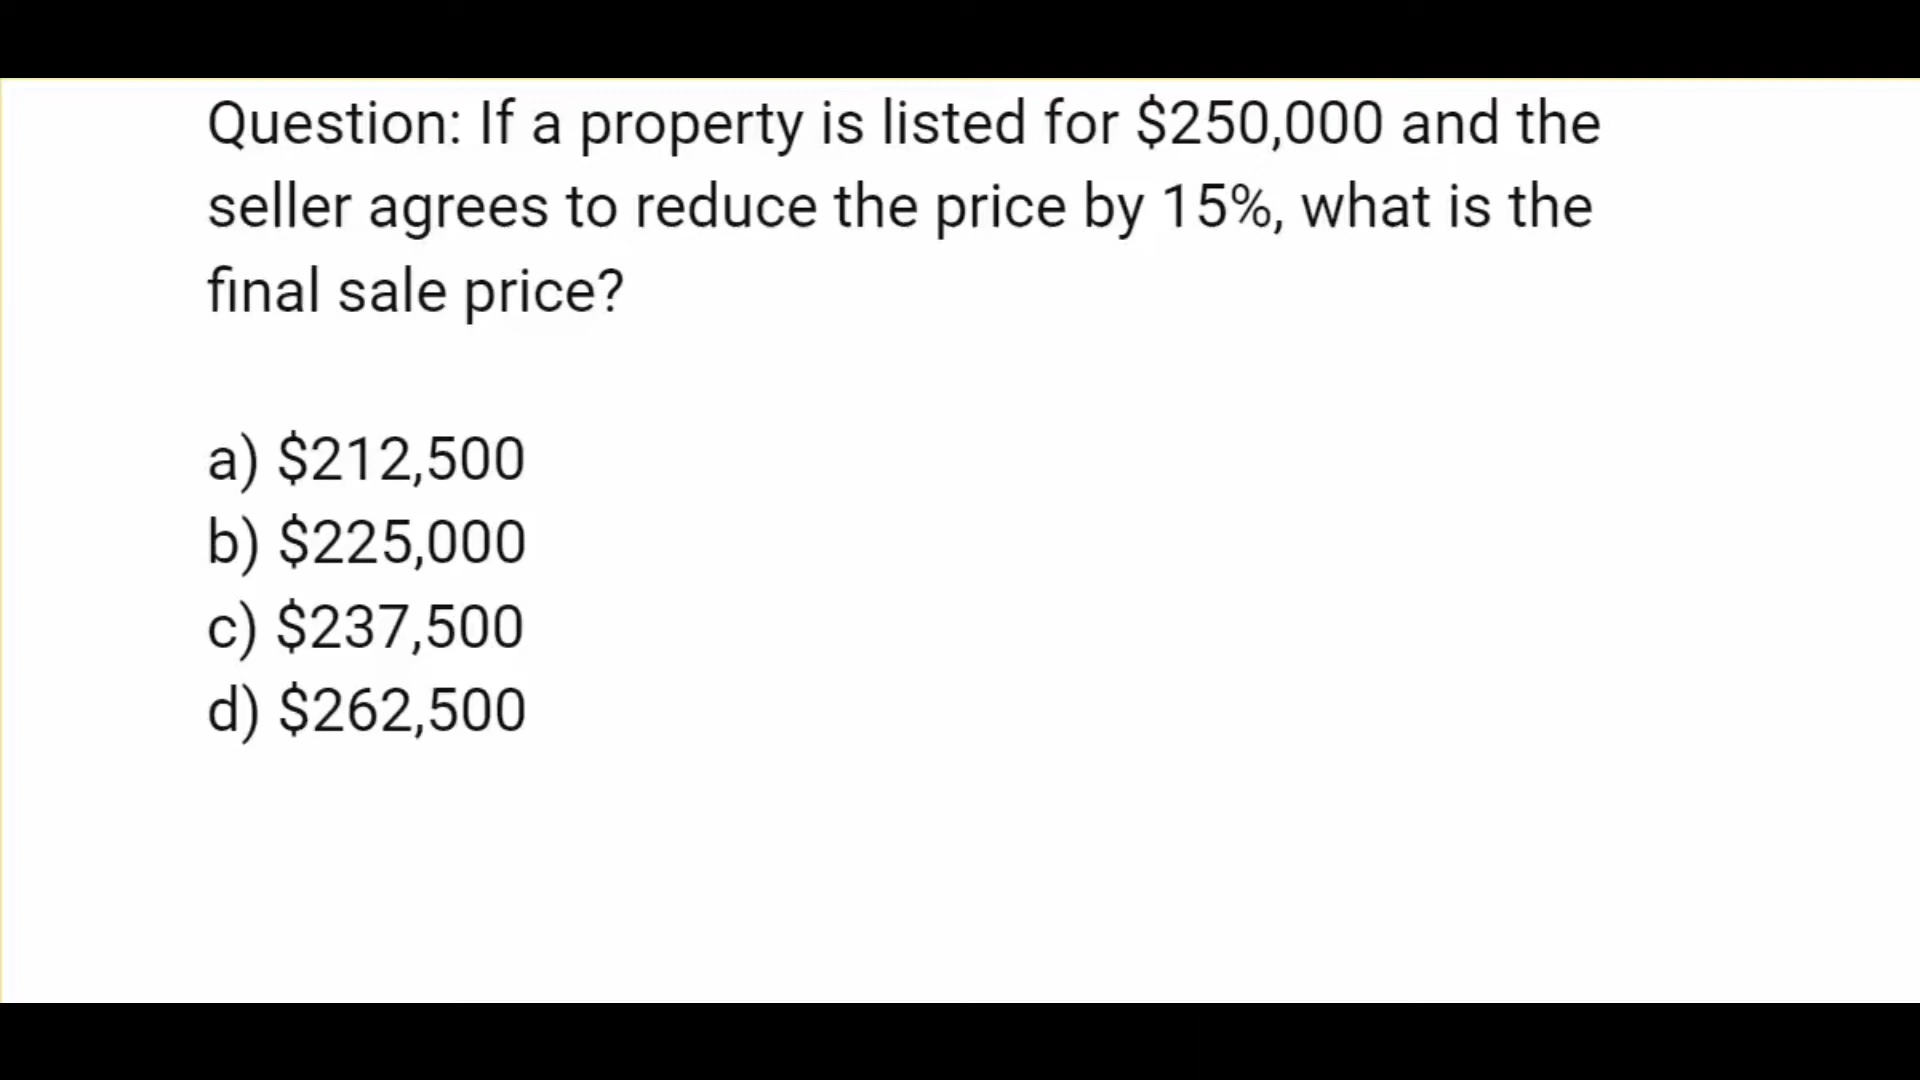 Question: If a property is listed for $250,000 and the
seller agrees to reduce the price by 15%, what is the
final sale price?
a) $212,500
b) $225,000
c) $237,500
d) $262,500